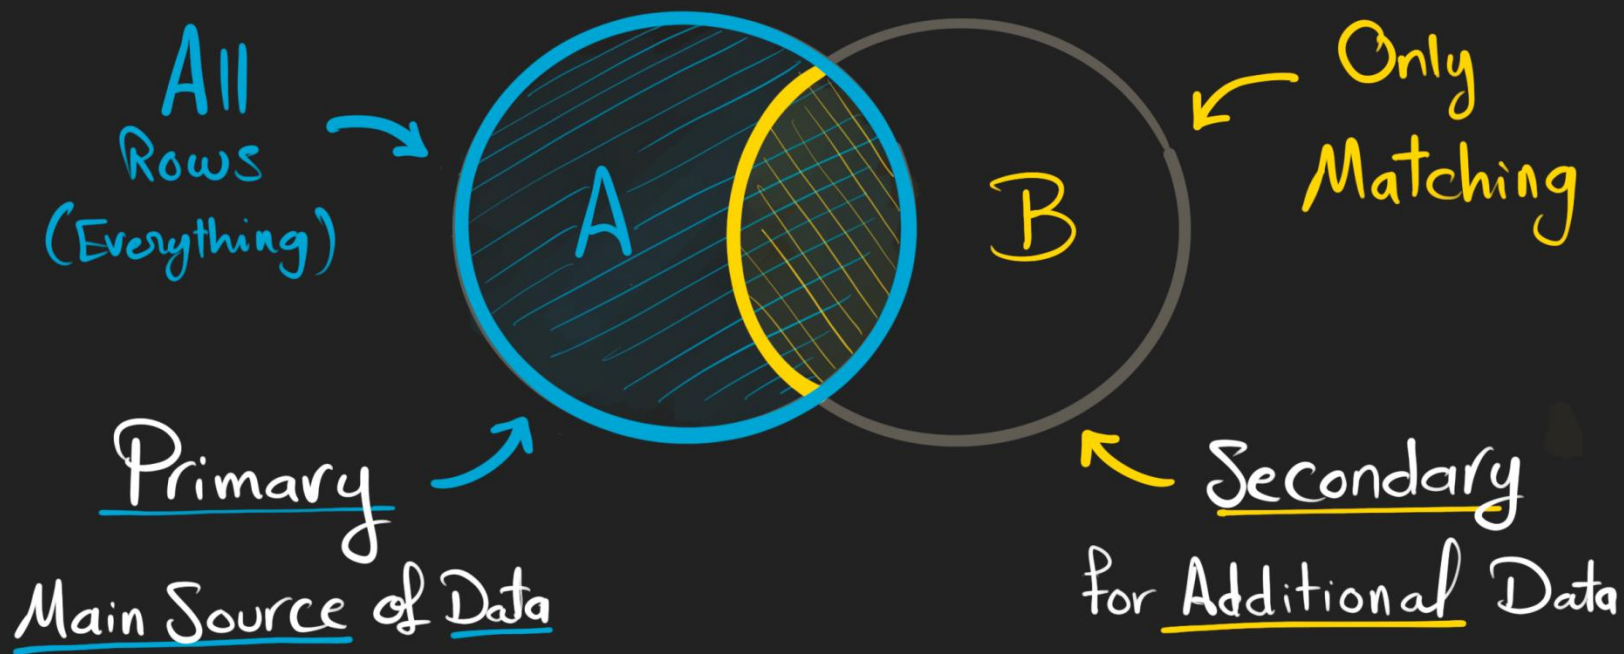 All
Rows
(Everything)
A
B
Only
Matching
Primary
Main Source of Data
Secondary
for Additional Data